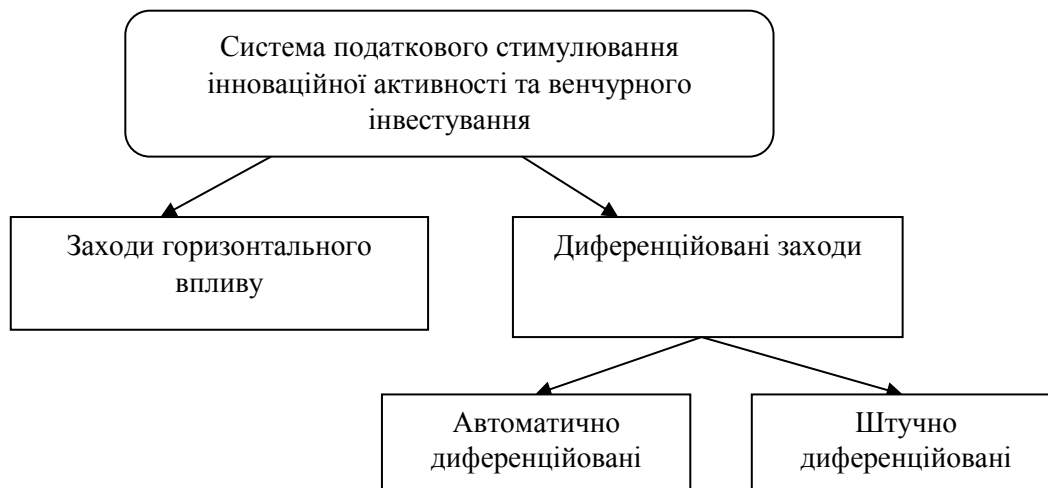 Система податкового стимулювання
інноваційної активності та венчурного
інвестування
Заходи горизонтального
впливу
Диференційовані заходи
Автоматично
диференційовані
Штучно
диференційовані